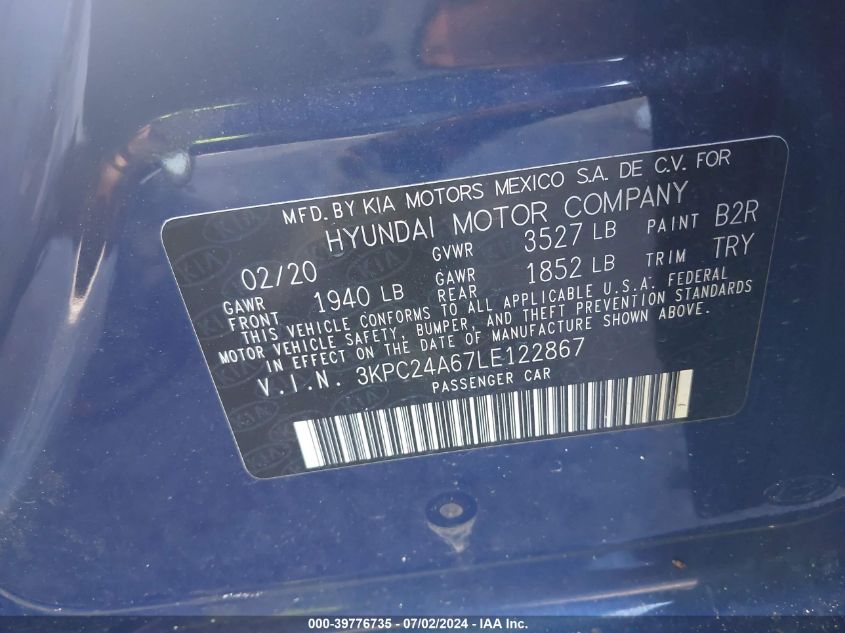 MFD. BY KIA MOTORS MEXICO S.A. DE C.V. FOR
HYUNDAI MOTOR COMPANY
02/20 GVWR 3527 LB PAINT B2R
GAWR FRONT 1940 LB GAWR REAR 1852 LB TRIM TRY
THIS VEHICLE CONFORMS TO ALL APPLICABLE U.S.A. FEDERAL
MOTOR VEHICLE SAFETY, BUMPER, AND THEFT PREVENTION STANDARDS
IN EFFECT ON THE DATE OF MANUFACTURE SHOWN ABOVE.
V.I.N. 3KPC24A67LE122867
PASSENGER CAR
000-39776735 - 07/02/2024 - IAA Inc.